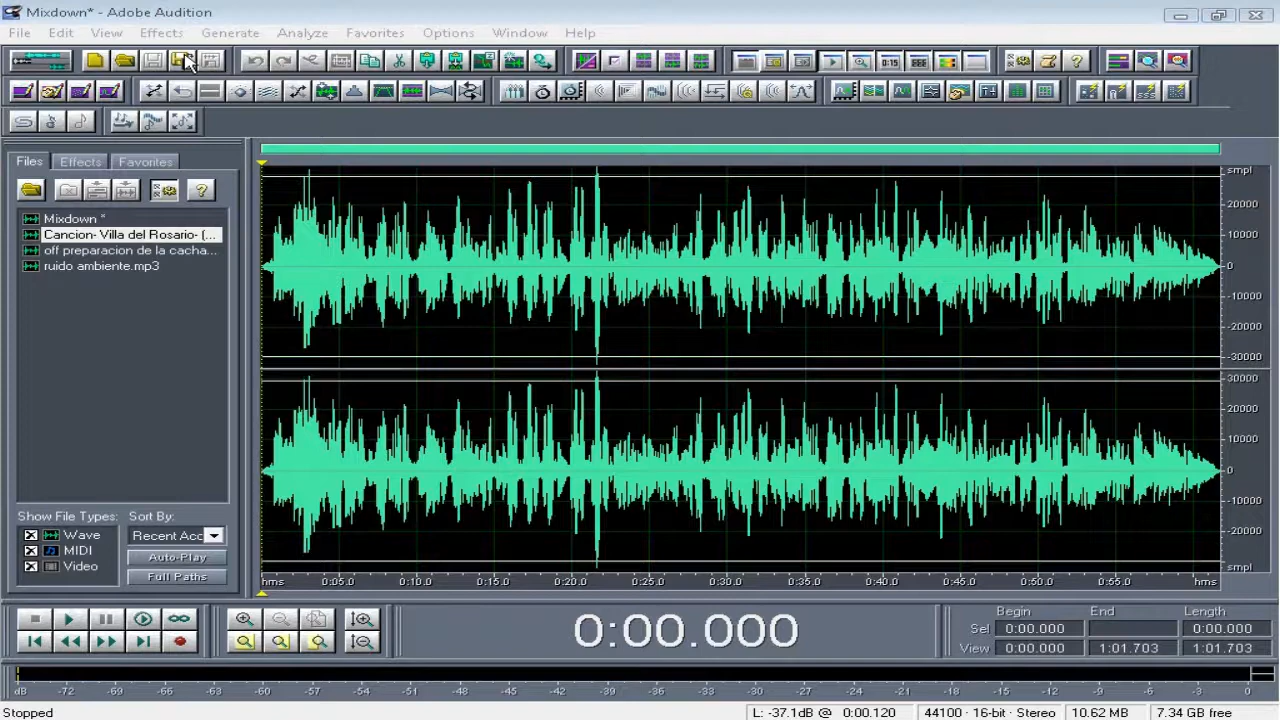 Mixdown* - Adobe Audition
File Edit View Effects Generate Analyze Favorites Options Window Help
0:15
Files Effects Favorites
Mixdown *
Cancion- Villa del Rosario- (...
off preparacion de la cacha...
ruido ambiente.mp3
Show File Types: Sort By:
Wave Recent Acc
MIDI
Video
Auto-Play
Full Paths
smpl
20000
10000
0
-10000
-20000
-30000
30000
20000
10000
0
-10000
-20000
smpl
hms 0:05.0 0:10.0 0:15.0 0:20.0 0:25.0 0:30.0 0:35.0 0:40.0 0:45.0 0:50.0 0:55.0 hms
0:00.000
Begin End Length
Sel 0:00.000 0:00.000
View 0:00.000 1:01.703 1:01.703
dB -72 -69 -66 -63 -60 -57 -54 -51 -48 -45 -42 -39 -36 -33 -30 -27 -24 -21 -18 -15 -12 -9 -6 -3 0
Stopped L: -37.1dB @ 0:00.120 44100 · 16-bit · Stereo 10.62 MB 7.34 GB free